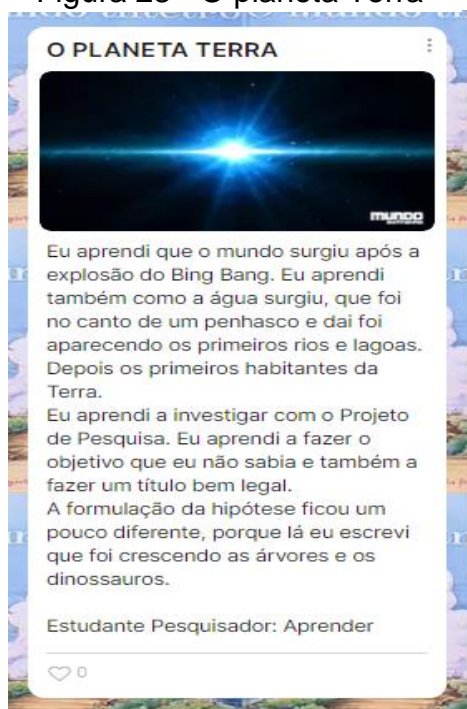 Figura 28 - O planeta Terra
O PLANETA TERRA
mundo
Eu aprendi que o mundo surgiu após a
explosão do Bing Bang. Eu aprendi
também como a água surgiu, que foi
no canto de um penhasco e dai foi
aparecendo os primeiros rios e lagoas.
Depois os primeiros habitantes da
Terra.
Eu aprendi a investigar com o Projeto
de Pesquisa. Eu aprendi a fazer o
objetivo que eu não sabia e também a
fazer um título bem legal.
A formulação da hipótese ficou um
pouco diferente, porque lá eu escrevi
que foi crescendo as árvores e os
dinossauros.
Estudante Pesquisador: Aprender
0